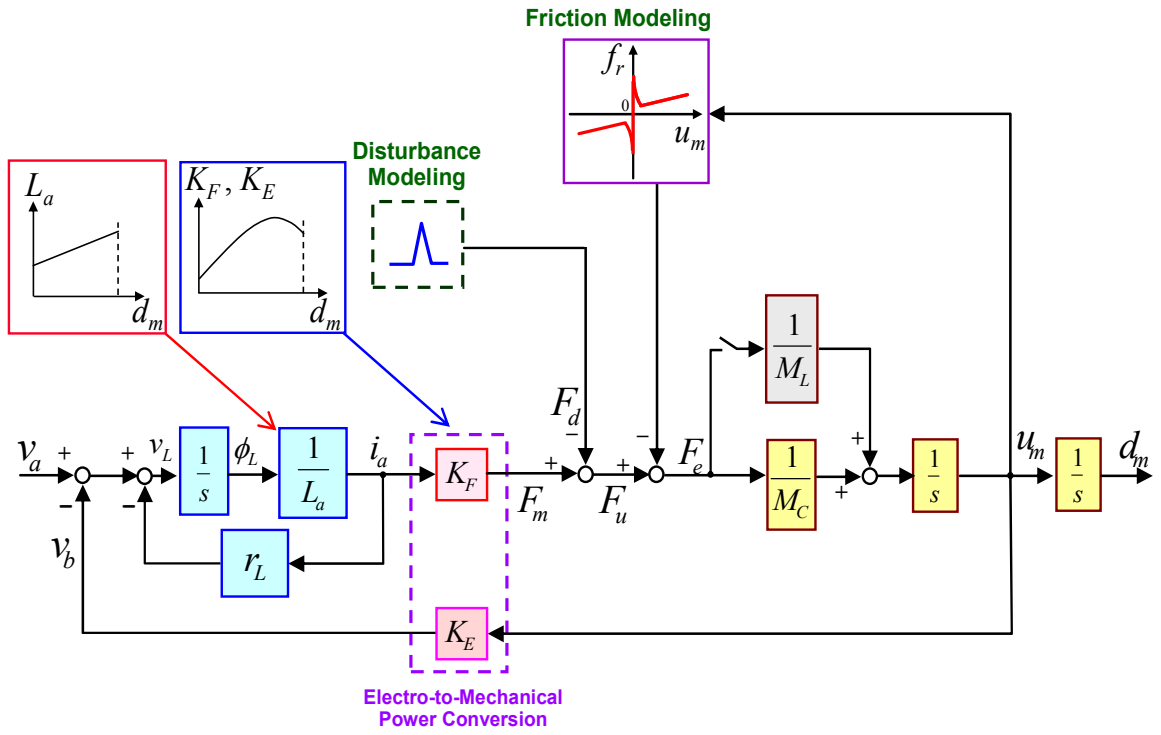 Friction Modeling
f_r
0
u_m
Disturbance
Modeling
L_a
d_m
K_F , K_E
d_m
F_d
−
−
1
M_L
v_a
+
−
+
−
v_L
1
s
ϕ_L
1
L_a
i_a
K_F
+
F_m
+
F_u
F_e
1
M_C
+
+
1
s
u_m
1
s
d_m
v_b
r_L
K_E
Electro-to-Mechanical
Power Conversion